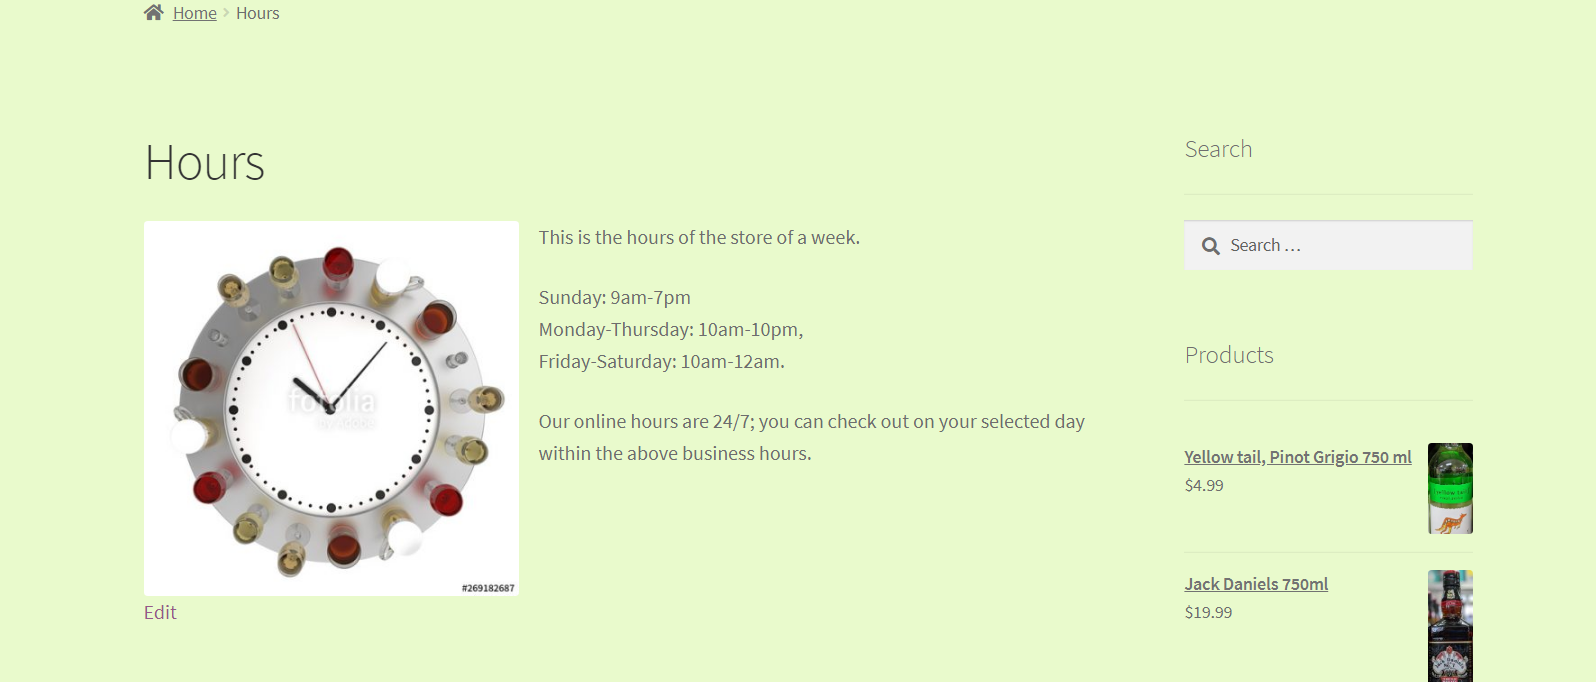 Home > Hours
Hours
This is the hours of the store of a week.
Sunday: 9am-7pm
Monday-Thursday: 10am-10pm,
Friday-Saturday: 10am-12am.
Our online hours are 24/7; you can check out on your selected day
within the above business hours.
fotolia
by Adobe
#269182687
Edit
Search
Search …
Products
Yellow tail, Pinot Grigio 750 ml
$4.99
Jack Daniels 750ml
$19.99